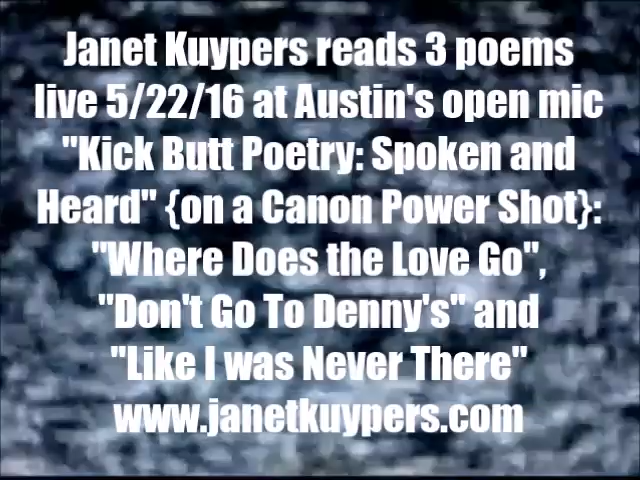 Janet Kuypers reads 3 poems
live 5/22/16 at Austin's open mic
"Kick Butt Poetry: Spoken and
Heard" {on a Canon Power Shot}:
"Where Does the Love Go",
"Don't Go To Denny's" and
"Like I was Never There"
www.janetkuypers.com